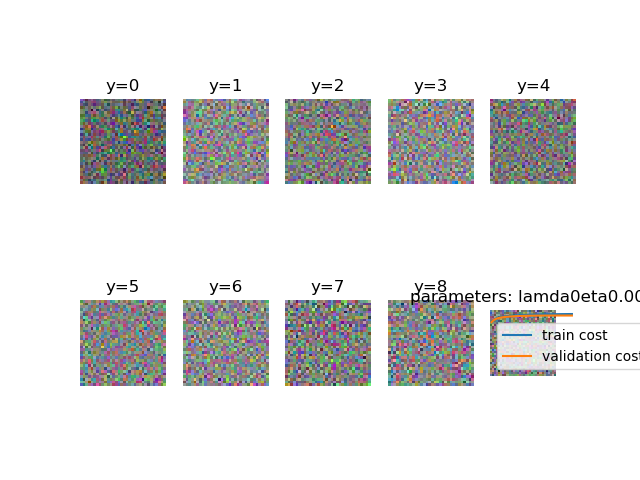 y=0 y=1 y=2 y=3 y=4
y=5 y=6 y=7 y=8
parameters: lamda0eta0.00
train cost
validation cost